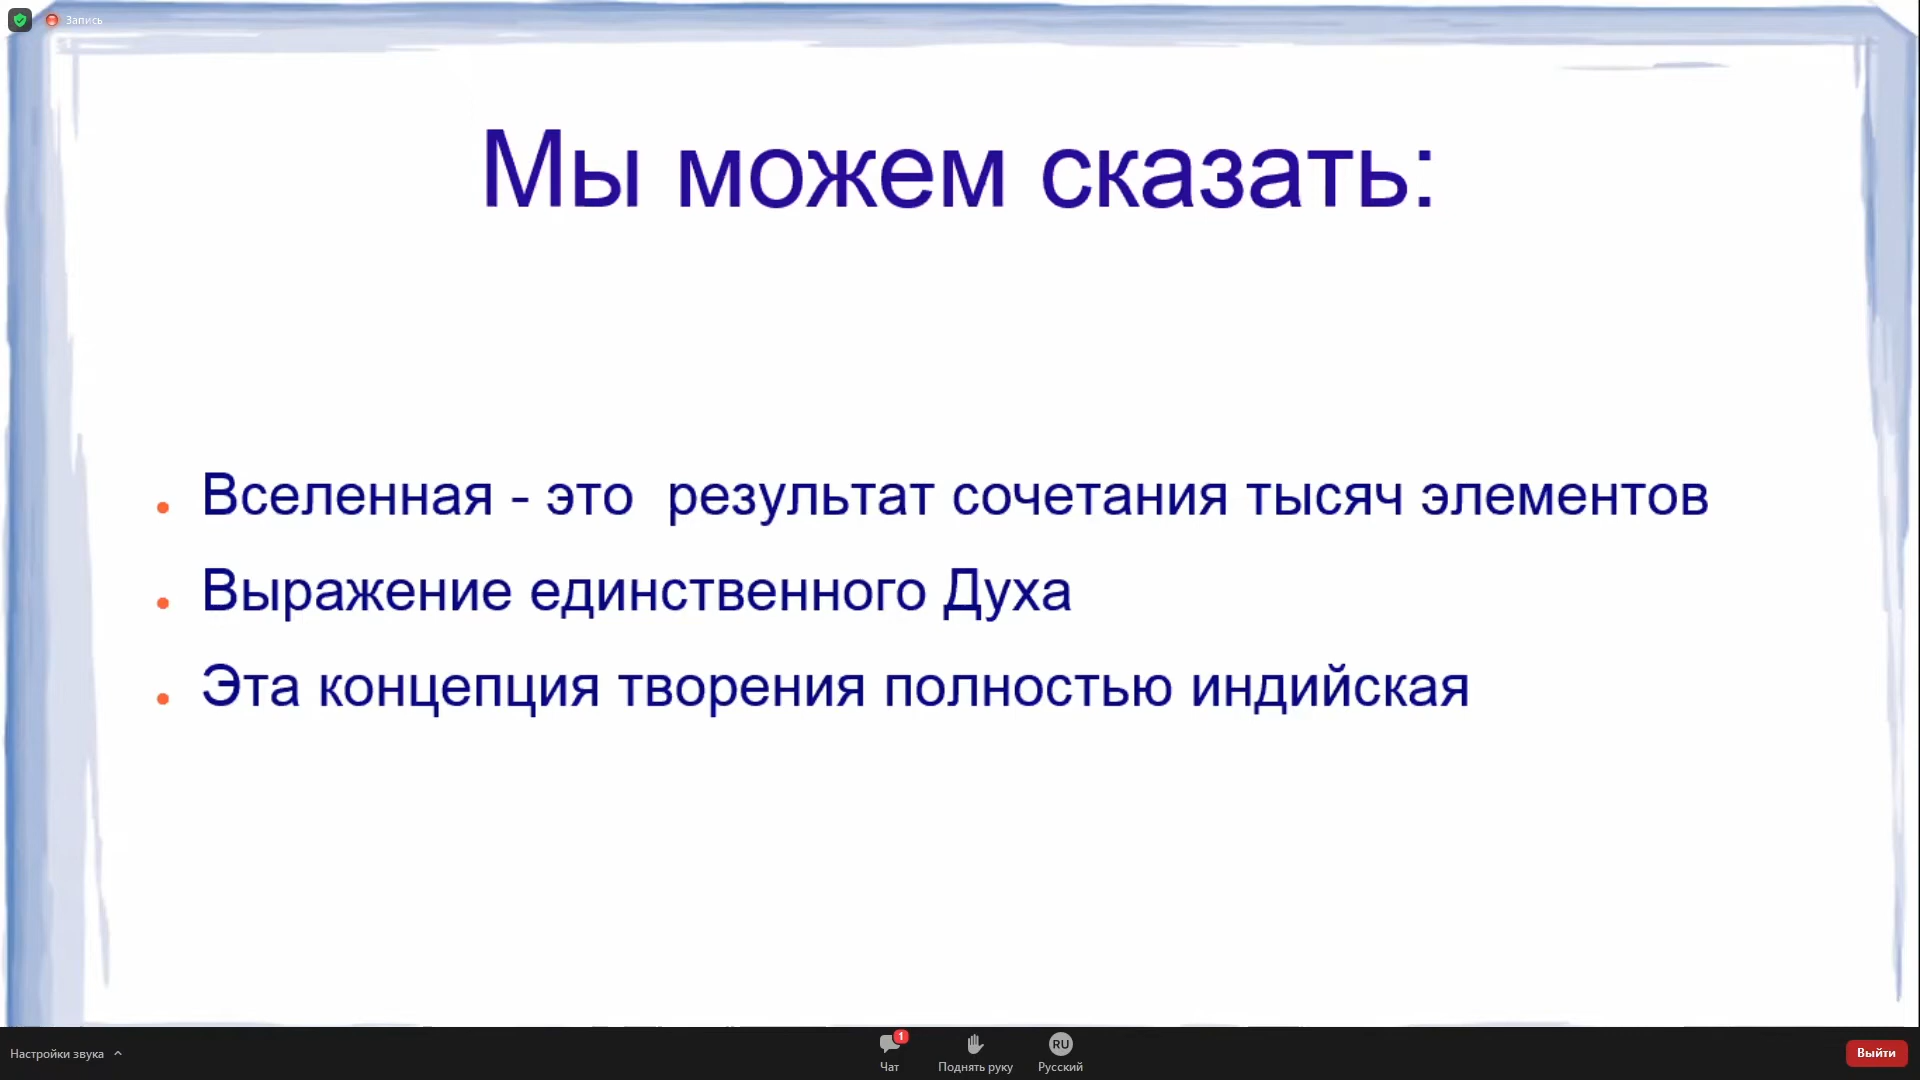 Запись
Мы можем сказать:
Вселенная - это  результат сочетания тысяч элементов
Выражение единственного Духа
Эта концепция творения полностью индийская
Настройки звука
1
Чат
Поднять руку
RU
Русский
Выйти